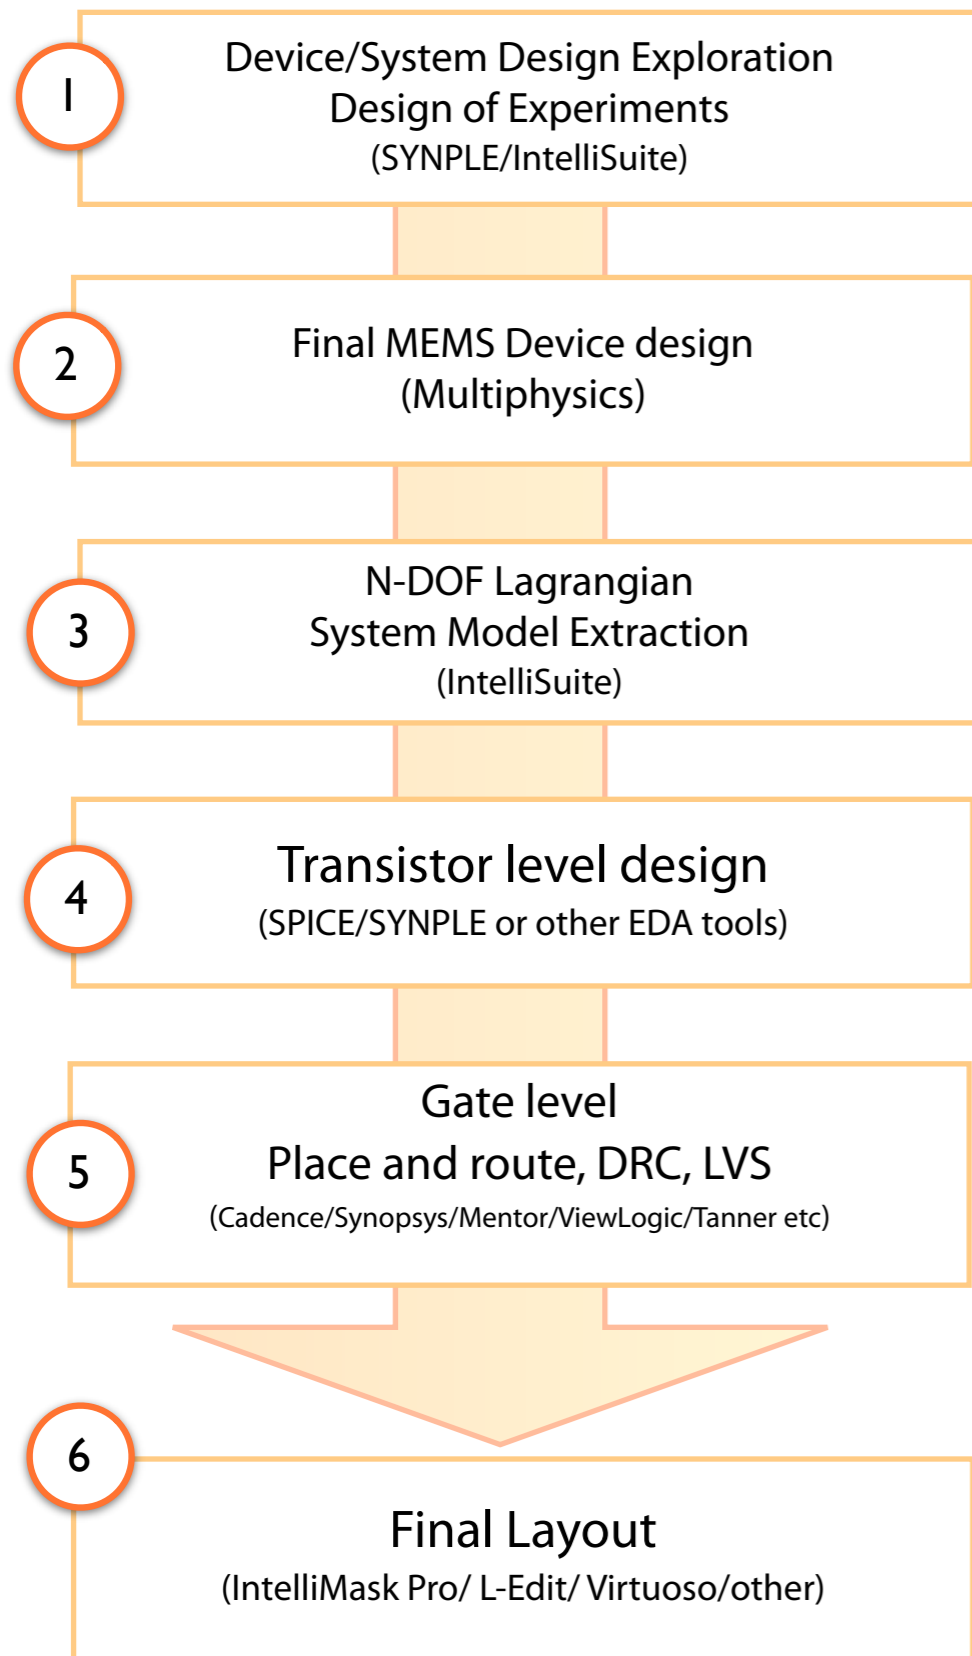 1
Device/System Design Exploration
Design of Experiments
(SYNPLE/IntelliSuite)
2
Final MEMS Device design
(Multiphysics)
3
N-DOF Lagrangian
System Model Extraction
(IntelliSuite)
4
Transistor level design
(SPICE/SYNPLE or other EDA tools)
5
Gate level
Place and route, DRC, LVS
(Cadence/Synopsys/Mentor/ViewLogic/Tanner etc)
6
Final Layout
(IntelliMask Pro/ L-Edit/ Virtuoso/other)